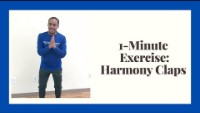 1-Minute
Exercise:
Harmony Claps